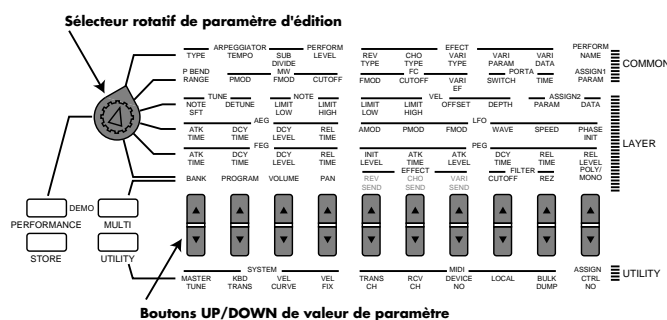 Sélecteur rotatif de paramètre d'édition
ARPEGGIATOR PERFORM EFFECT PERFORM
TYPE TEMPO SUB DIVIDE LEVEL REV TYPE CHO TYPE VARI TYPE VARI PARAM VARI DATA NAME
COMMON
P BEND RANGE PMOD MW FMOD CUTOFF FMOD FC CUTOFF VARI EF PORTA SWITCH TIME ASSIGN1 PARAM
TUNE NOTE VEL ASSIGN2
NOTE SFT DETUNE LIMIT LOW LIMIT HIGH LIMIT LOW LIMIT HIGH OFFSET DEPTH PARAM DATA
AEG LFO
ATK TIME DCY TIME DCY LEVEL REL TIME AMOD PMOD FMOD WAVE SPEED PHASE INIT
LAYER
FEG PEG
ATK TIME DCY TIME DCY LEVEL REL TIME INIT LEVEL ATK TIME ATK LEVEL DCY TIME REL TIME REL LEVEL
EFFECT FILTER
BANK PROGRAM VOLUME PAN REV SEND CHO SEND VARI SEND CUTOFF REZ POLY/ MONO
DEMO
PERFORMANCE MULTI
STORE UTILITY
SYSTEM MIDI
MASTER TUNE KBD TRANS VEL CURVE VEL FIX TRANS CH RCV CH DEVICE NO LOCAL BULK DUMP ASSIGN CTRL NO
UTILITY
Boutons UP/DOWN de valeur de paramètre